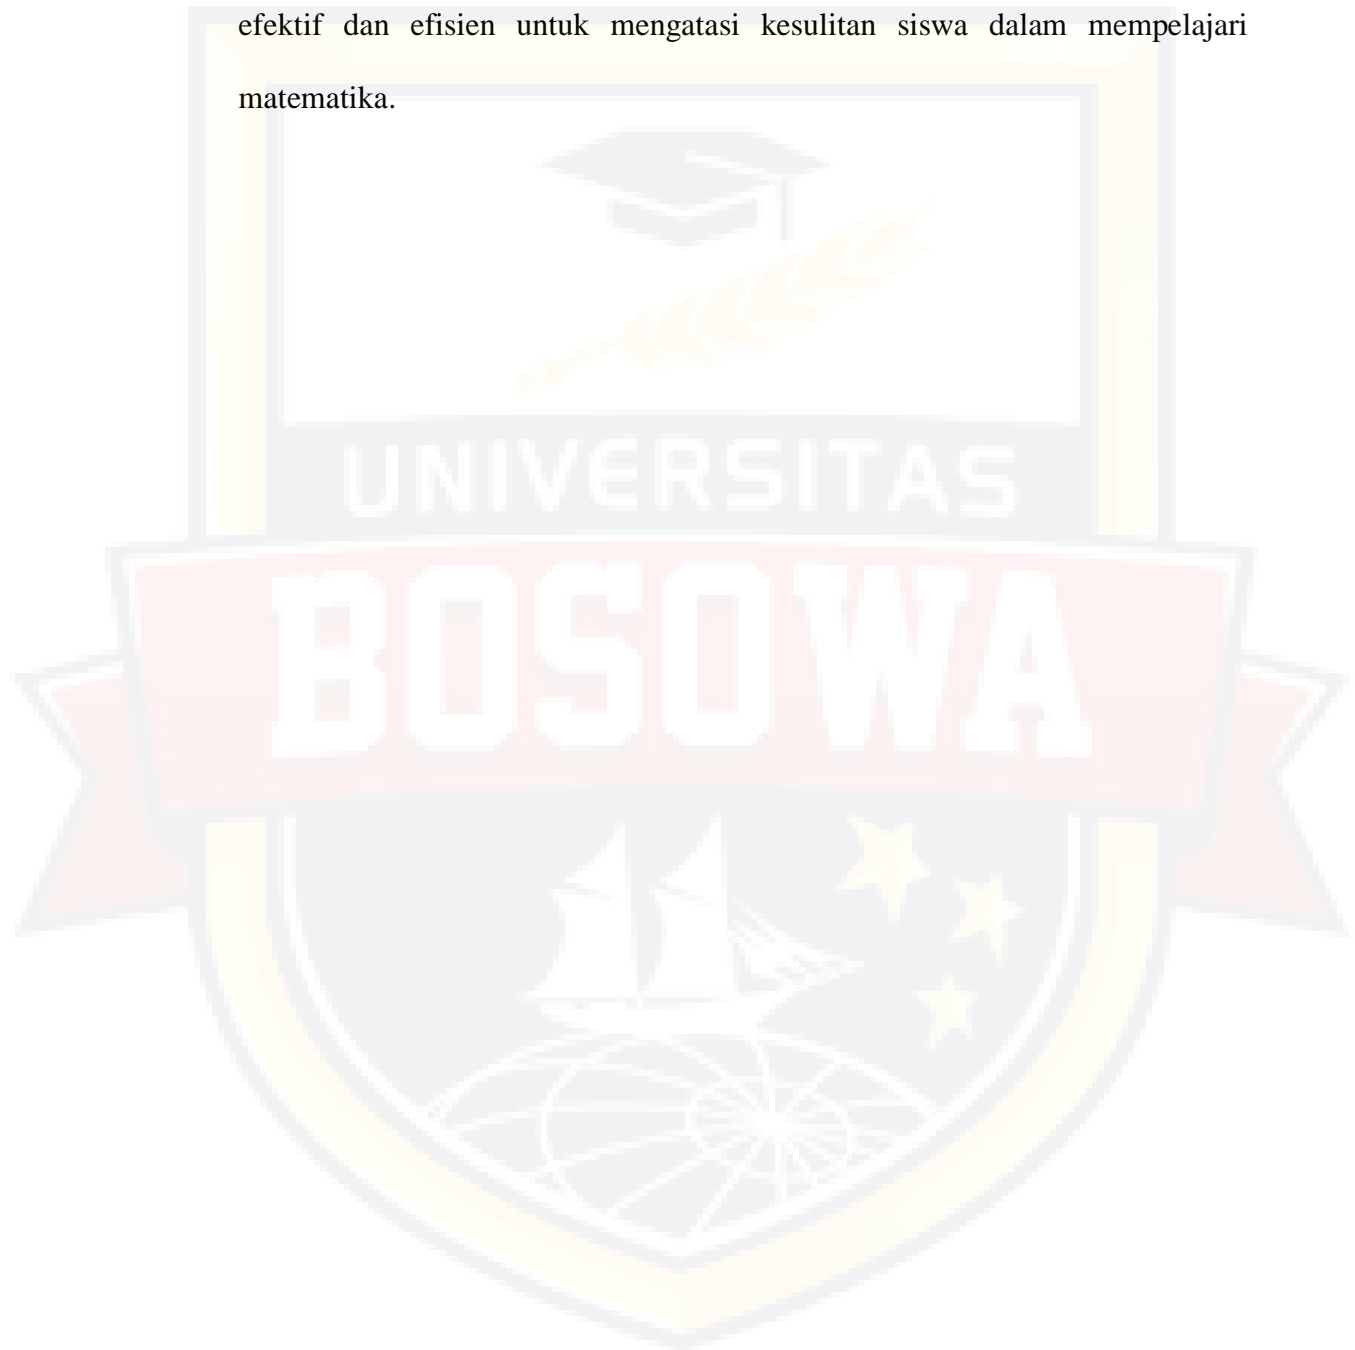 efektif dan efisien untuk mengatasi kesulitan siswa dalam mempelajari
matematika.
UNIVERSITAS
BOSOWA